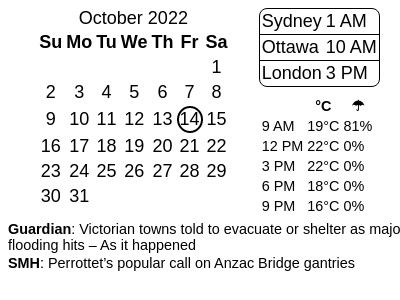 October 2022
Su Mo Tu We Th Fr Sa
1
2 3 4 5 6 7 8
9 10 11 12 13 14 15
16 17 18 19 20 21 22
23 24 25 26 27 28 29
30 31
Sydney 1 AM
Ottawa 10 AM
London 3 PM
°C ☂
9 AM 19°C 81%
12 PM 22°C 0%
3 PM 22°C 0%
6 PM 18°C 0%
9 PM 16°C 0%
Guardian: Victorian towns told to evacuate or shelter as majo
flooding hits – As it happened
SMH: Perrottet's popular call on Anzac Bridge gantries